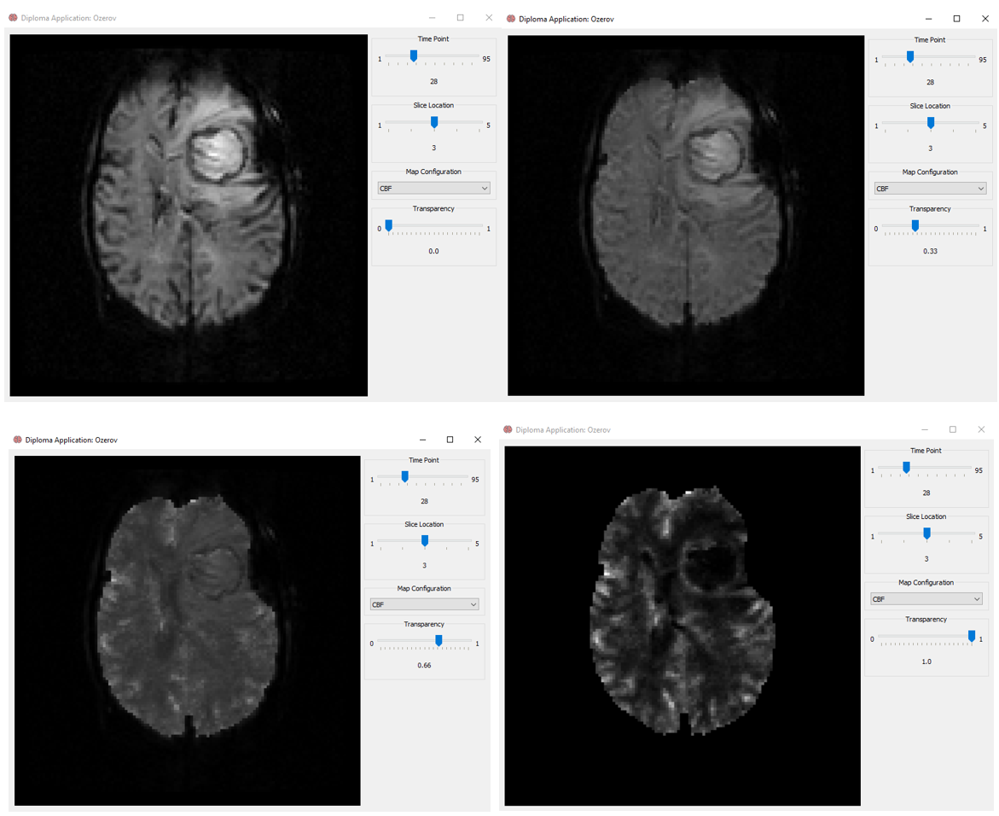 Diploma Application: Ozerov
Time Point
1 95
28
Slice Location
1 5
3
Map Configuration
CBF
Transparency
0 1
0.0
Diploma Application: Ozerov
Time Point
1 95
28
Slice Location
1 5
3
Map Configuration
CBF
Transparency
0 1
0.33
Diploma Application: Ozerov
Time Point
1 95
28
Slice Location
1 5
3
Map Configuration
CBF
Transparency
0 1
0.66
Diploma Application: Ozerov
Time Point
1 95
28
Slice Location
1 5
3
Map Configuration
CBF
Transparency
0 1
1.0